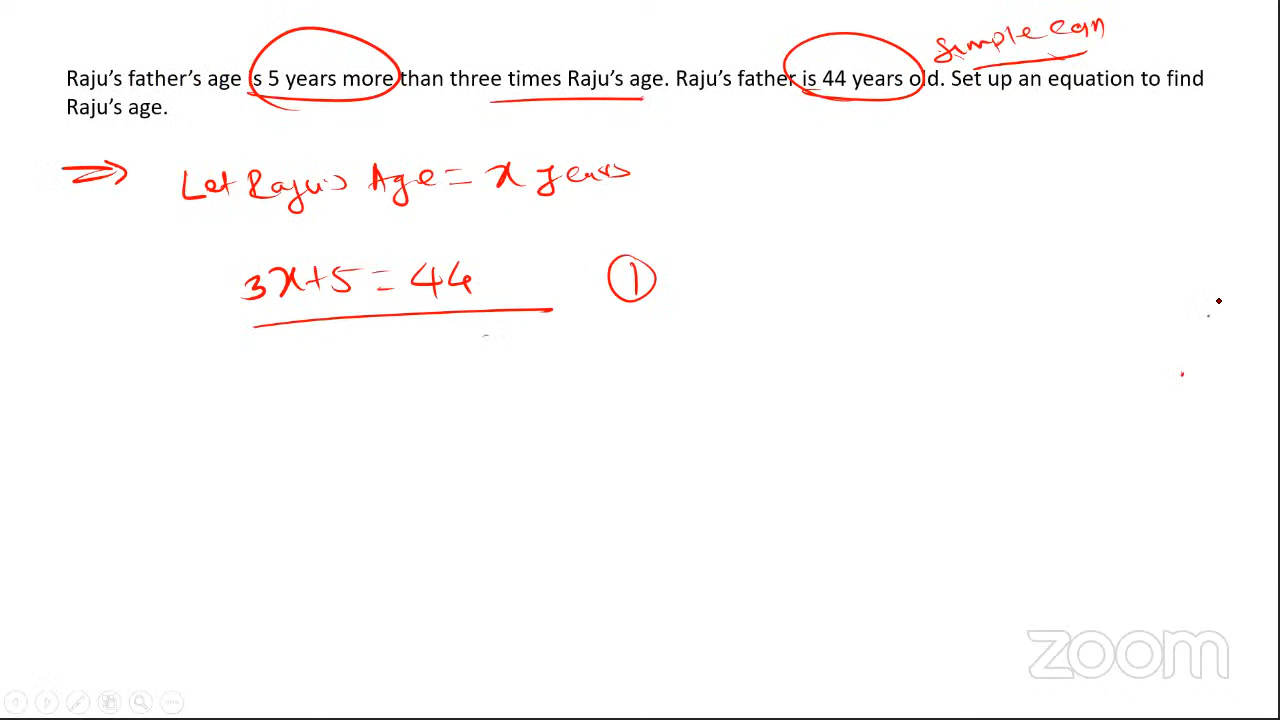 Simple eqn
Raju's father's age is 5 years more than three times Raju's age. Raju's father is 44 years old. Set up an equation to find
Raju's age.
⇒ Let Raju's Age = x years
3x+5 = 44 ①
zoom